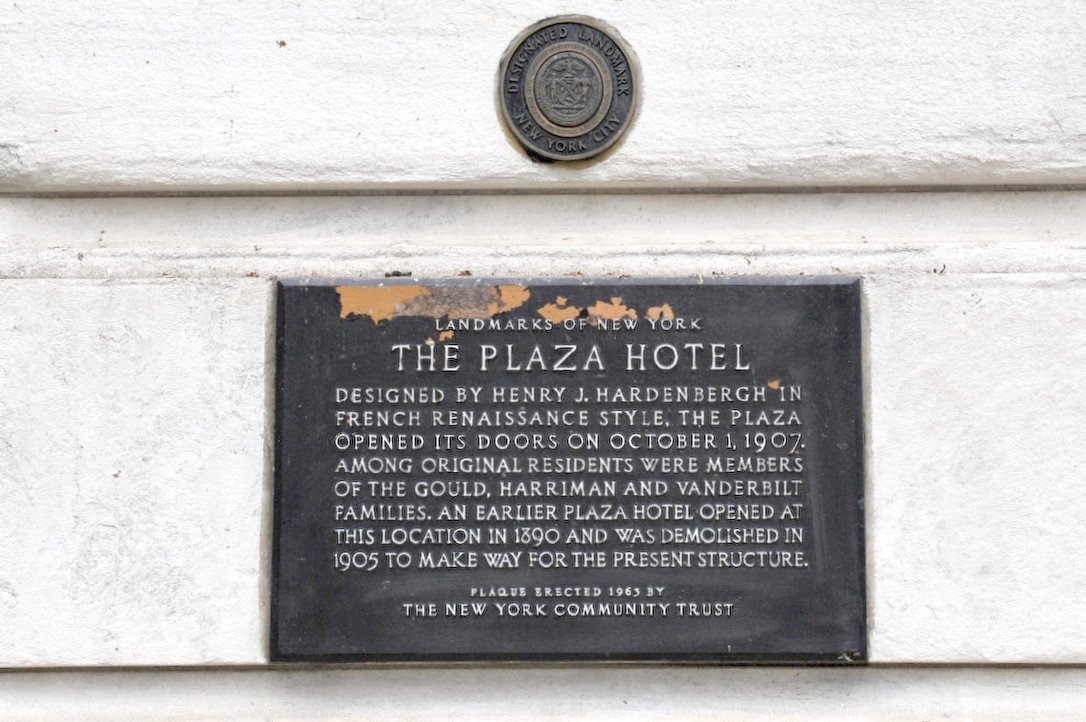 DESIGNATED LANDMARK
NEW YORK CITY
LANDMARKS OF NEW YORK
THE PLAZA HOTEL
DESIGNED BY HENRY J. HARDENBERGH IN
FRENCH RENAISSANCE STYLE, THE PLAZA
OPENED ITS DOORS ON OCTOBER 1, 1907.
AMONG ORIGINAL RESIDENTS WERE MEMBERS
OF THE GOULD, HARRIMAN AND VANDERBILT
FAMILIES. AN EARLIER PLAZA HOTEL OPENED AT
THIS LOCATION IN 1890 AND WAS DEMOLISHED IN
1905 TO MAKE WAY FOR THE PRESENT STRUCTURE.
PLAQUE ERECTED 1963 BY
THE NEW YORK COMMUNITY TRUST